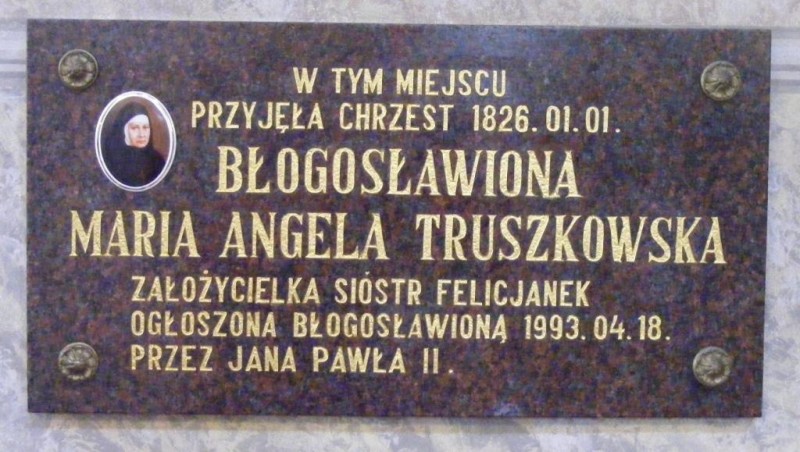 W TYM MIEJSCU
PRZYJĘŁA CHRZEST 1826.01.01.
BŁOGOSŁAWIONA
MARIA ANGELA TRUSZKOWSKA
ZAŁOŻYCIELKA SIÓSTR FELICJANEK
OGŁOSZONA BŁOGOSŁAWIONĄ 1993.04.18.
PRZEZ JANA PAWŁA II.